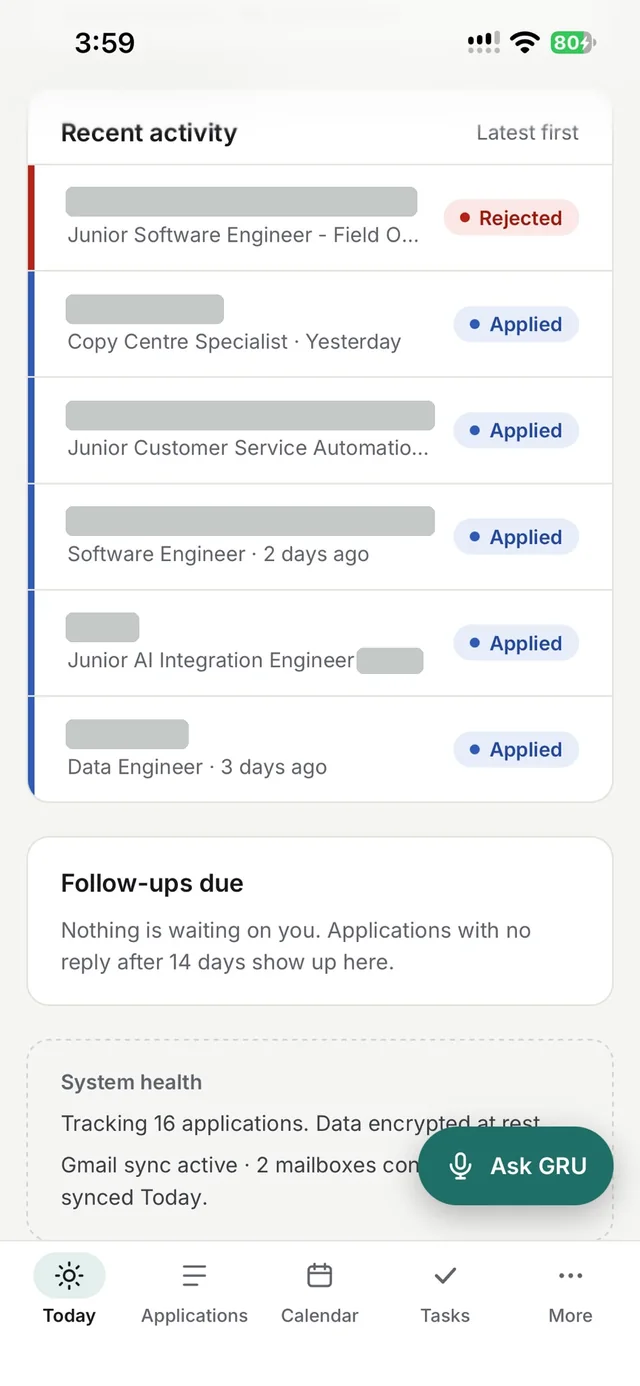 3:59
80
Recent activity
Latest first
Junior Software Engineer - Field O...
Rejected
Copy Centre Specialist · Yesterday
Applied
Junior Customer Service Automatio...
Applied
Software Engineer · 2 days ago
Applied
Junior AI Integration Engineer
Applied
Data Engineer · 3 days ago
Applied
Follow-ups due
Nothing is waiting on you. Applications with no
reply after 14 days show up here.
System health
Tracking 16 applications. Data encrypted at rest
Gmail sync active · 2 mailboxes con
synced Today.
Ask GRU
Today
Applications
Calendar
Tasks
More